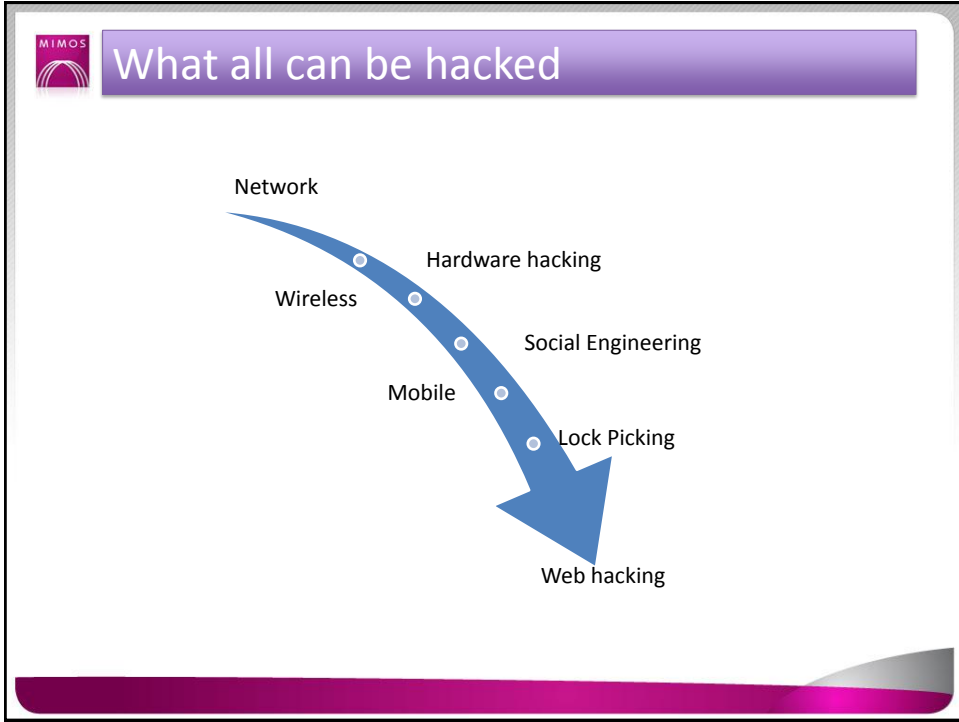 MIMOS
What all can be hacked
Network
Hardware hacking
Wireless
Social Engineering
Mobile
Lock Picking
Web hacking